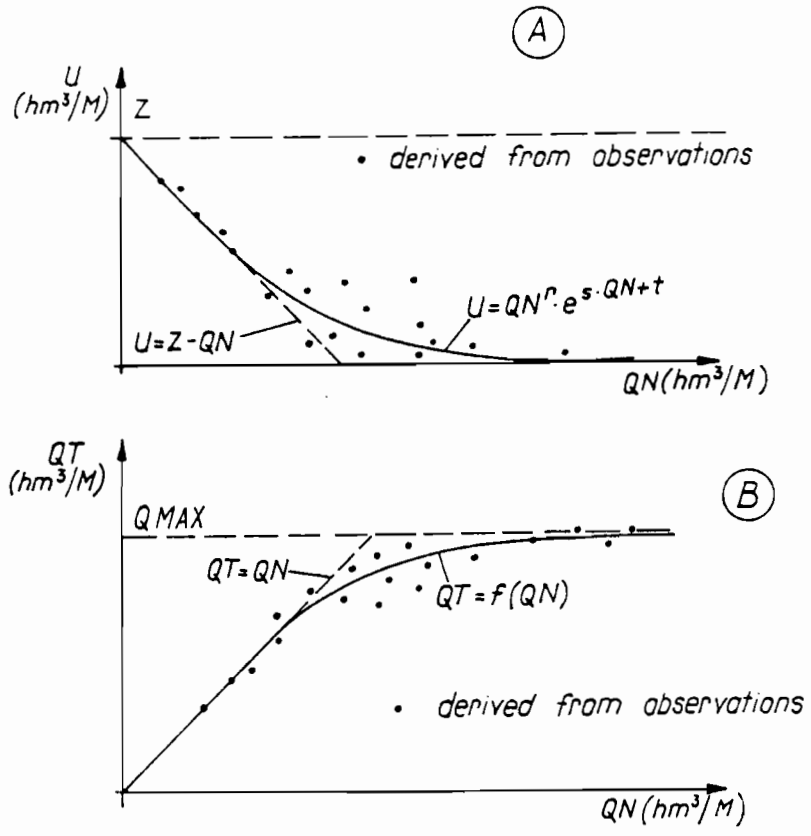 A
U
(hm³/M)
Z
• derived from observations
U=QNʳ·e^s·QN+t
U=Z-QN
QN(hm³/M)
QT
(hm³/M)
B
QMAX
QT=QN
QT=f(QN)
• derived from observations
QN(hm³/M)